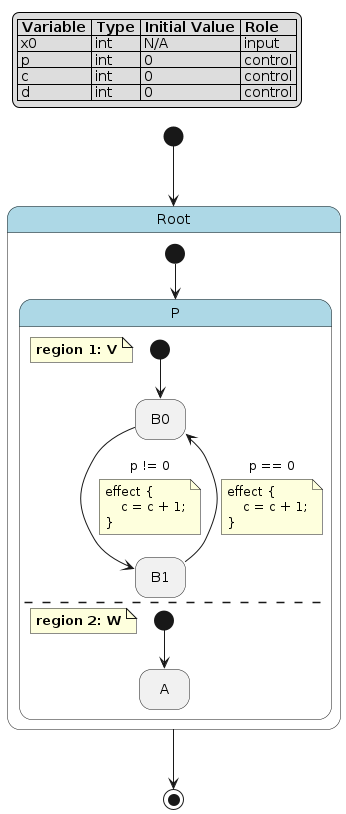 Variable Type Initial Value Role
x0 int N/A input
p int 0 control
c int 0 control
d int 0 control
Root
P
region 1: V
B0
p != 0
effect {
    c = c + 1;
}
p == 0
effect {
    c = c + 1;
}
B1
region 2: W
A